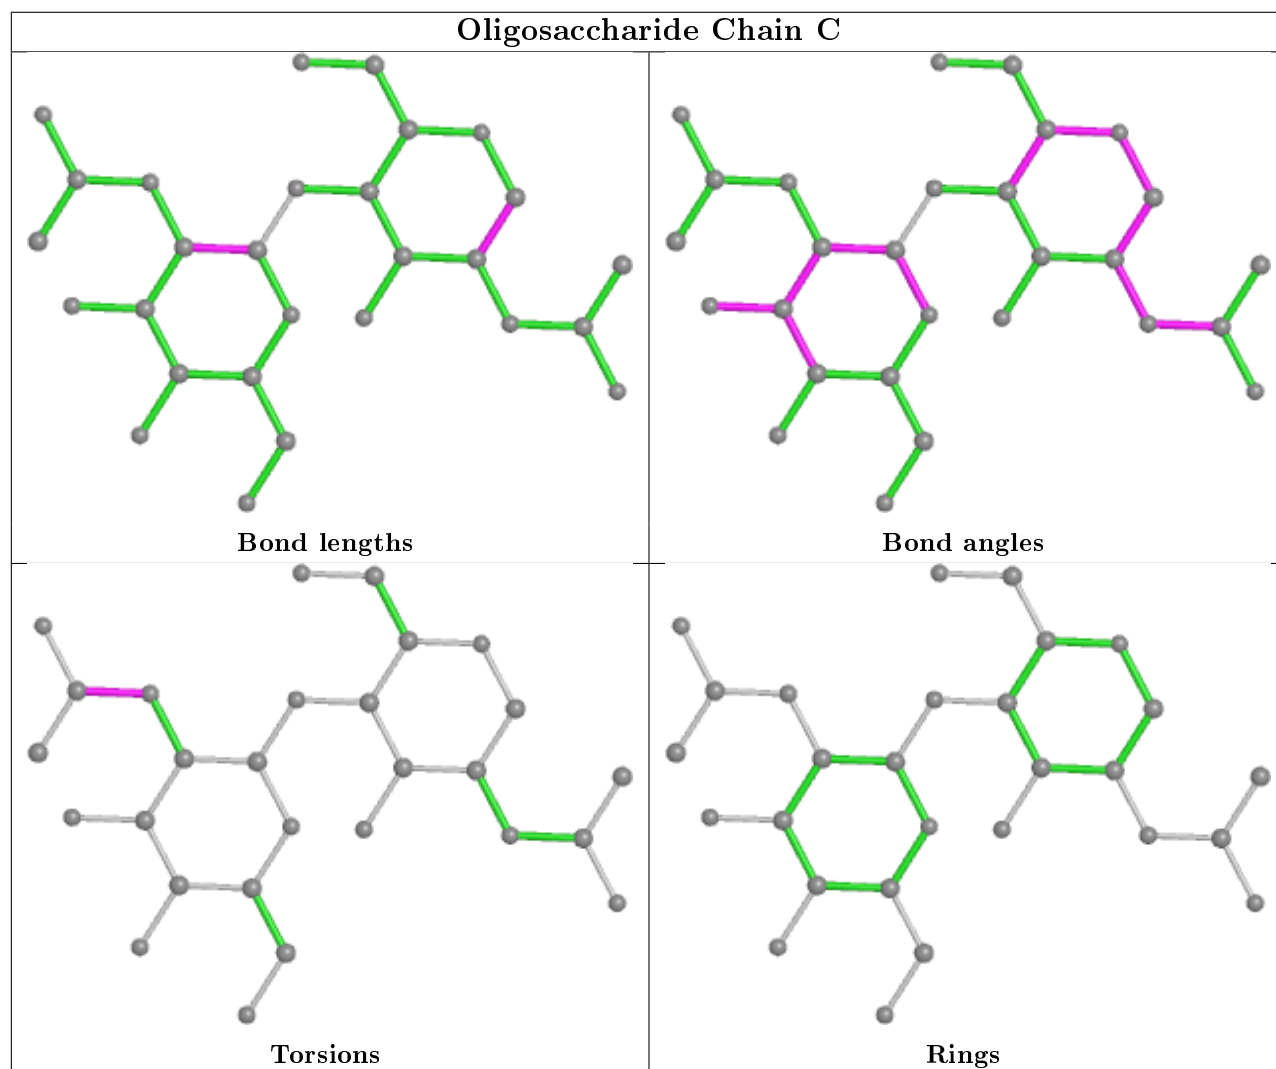 Oligosaccharide Chain C
Bond lengths
Bond angles
Torsions
Rings